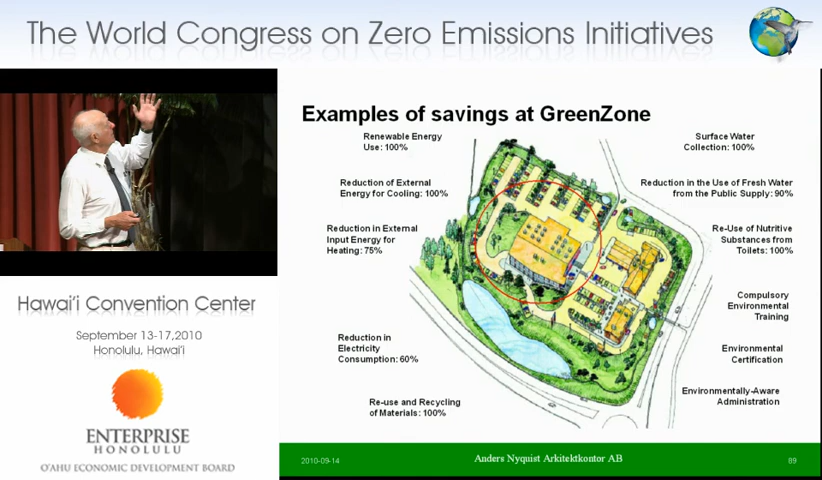 The World Congress on Zero Emissions Initiatives
Examples of savings at GreenZone
Renewable Energy
Use: 100%
Surface Water
Collection: 100%
Reduction of External
Energy for Cooling: 100%
Reduction in the Use of Fresh Water
from the Public Supply: 90%
Reduction in External
Input Energy for
Heating: 75%
Re-Use of Nutritive
Substances from
Toilets: 100%
Compulsory
Environmental
Training
Reduction in
Electricity
Consumption: 60%
Environmental
Certification
Re-use and Recycling
of Materials: 100%
Environmentally-Aware
Administration
2010-09-14
Anders Nyquist Arkitektkontor AB
89
Hawai'i Convention Center
September 13-17,2010
Honolulu, Hawai'i
ENTERPRISE
HONOLULU
O'AHU ECONOMIC DEVELOPMENT BOARD